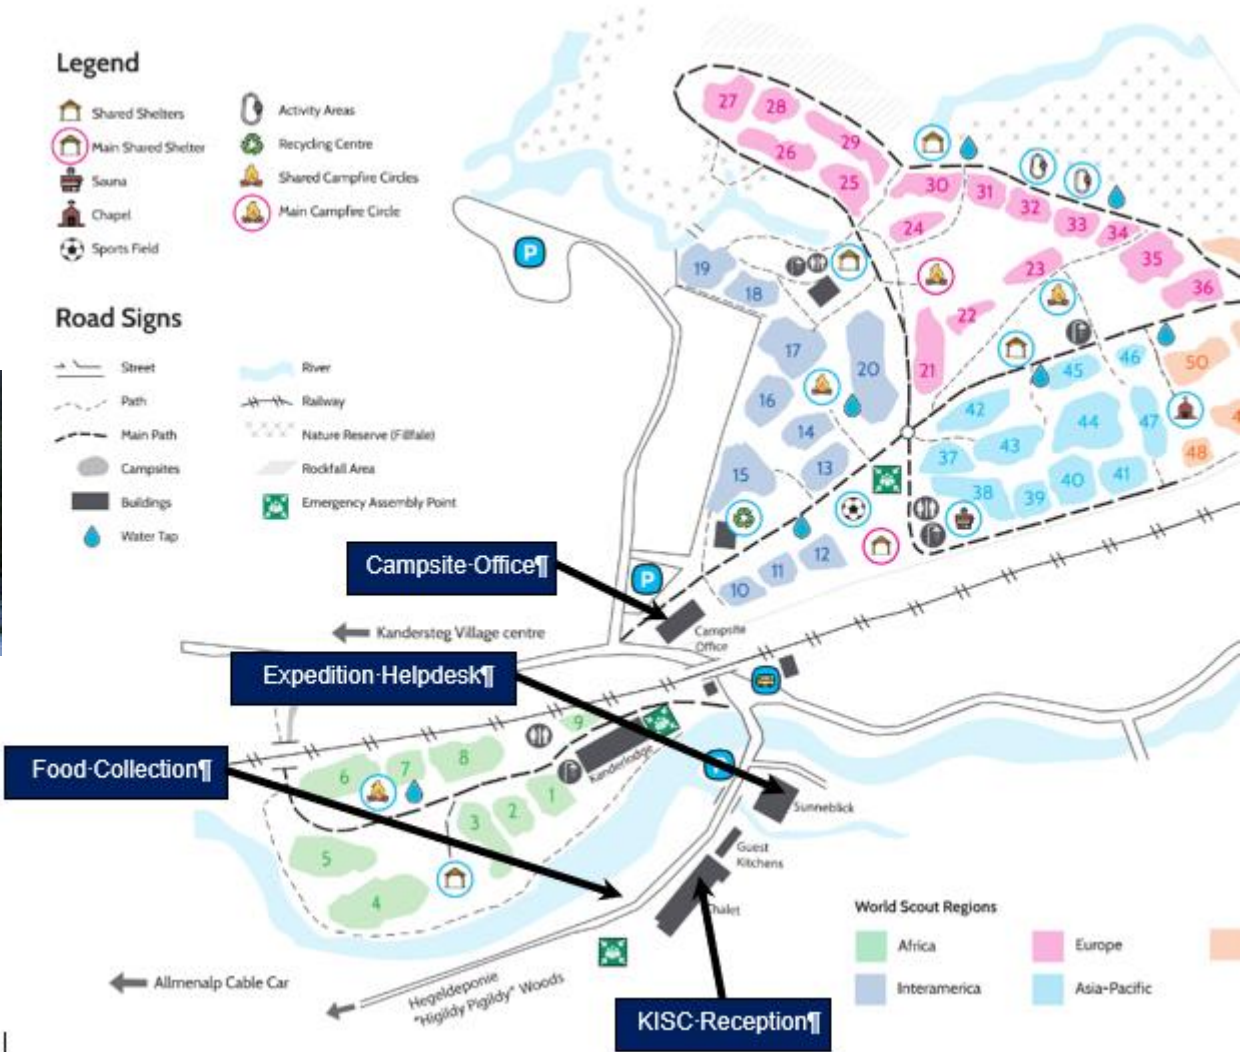 Legend
Shared Shelters
Main Shared Shelter
Sauna
Chapel
Sports Field
Activity Areas
Recycling Centre
Shared Campfire Circles
Main Campfire Circle
Road Signs
Street
Path
Main Path
Campsites
Buildings
Water Tap
River
Railway
Nature Reserve (Fillfale)
Rockfall Area
Emergency Assembly Point
27
28
29
26
25
30
31
32
33
34
35
36
24
23
22
21
P
19
18
17
20
16
14
13
15
12
11
10
46
45
50
42
44
47
43
37
48
41
40
39
38
P
Campsite·Office¶
Campsite
Office
Kandersteg Village centre
Expedition·Helpdesk¶
9
8
7
6
Kanderlodge
Food·Collection¶
1
2
3
5
4
Sunneblick
Guest
Kitchens
Chalet
Allmenalp Cable Car
Hegeldeponie
"Higildy Pigildy" Woods
KISC·Reception¶
World Scout Regions
Africa
Europe
Interamerica
Asia-Pacific